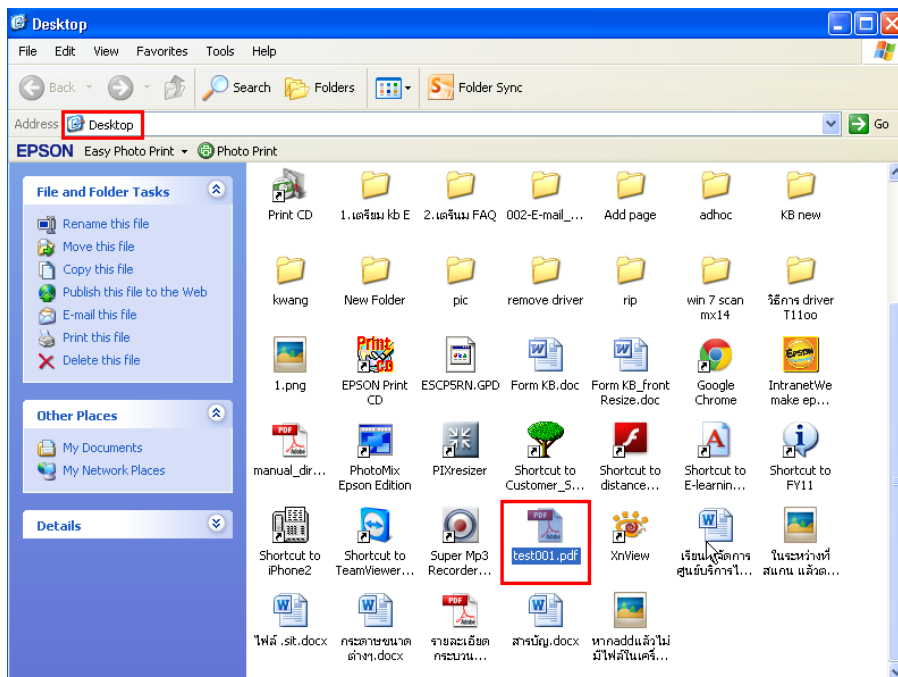 Desktop
File Edit View Favorites Tools Help
Back Search Folders Folder Sync
Address Desktop Go
EPSON Easy Photo Print Photo Print
File and Folder Tasks
Rename this file
Move this file
Copy this file
Publish this file to the Web
E-mail this file
Print this file
Delete this file
Other Places
My Documents
My Network Places
Details
Print CD
1.เตรียม kb E
2.เตรีนม FAQ
002-E-mail_...
Add page
adhoc
KB new
kwang
New Folder
pic
remove driver
rip
win 7 scan
mx14
วิธีการ driver
T11oo
1.png
EPSON Print
CD
ESCPSRN.GPD
Form KB.doc
Form KB_front
Resize.doc
Google
Chrome
IntranetWe
make ep...
manual_dir...
PhotoMix
Epson Edition
PIXresizer
Shortcut to
Customer_S...
Shortcut to
distance...
Shortcut to
E-learnin...
Shortcut to
FY11
Shortcut to
iPhone2
Shortcut to
TeamViewer...
Super Mp3
Recorder...
test001.pdf
XnView
ศูนย์บริการไ...
ในระหว่างที่
สแกน แล้วต...
ไฟล์ .sit.docx
กระดาษขนาด
ต่างๆ.docx
รายละเอียด
กระบวน...
สารบัญ.docx
หากaddแล้วไม่
มีไฟล์ในเครื่...